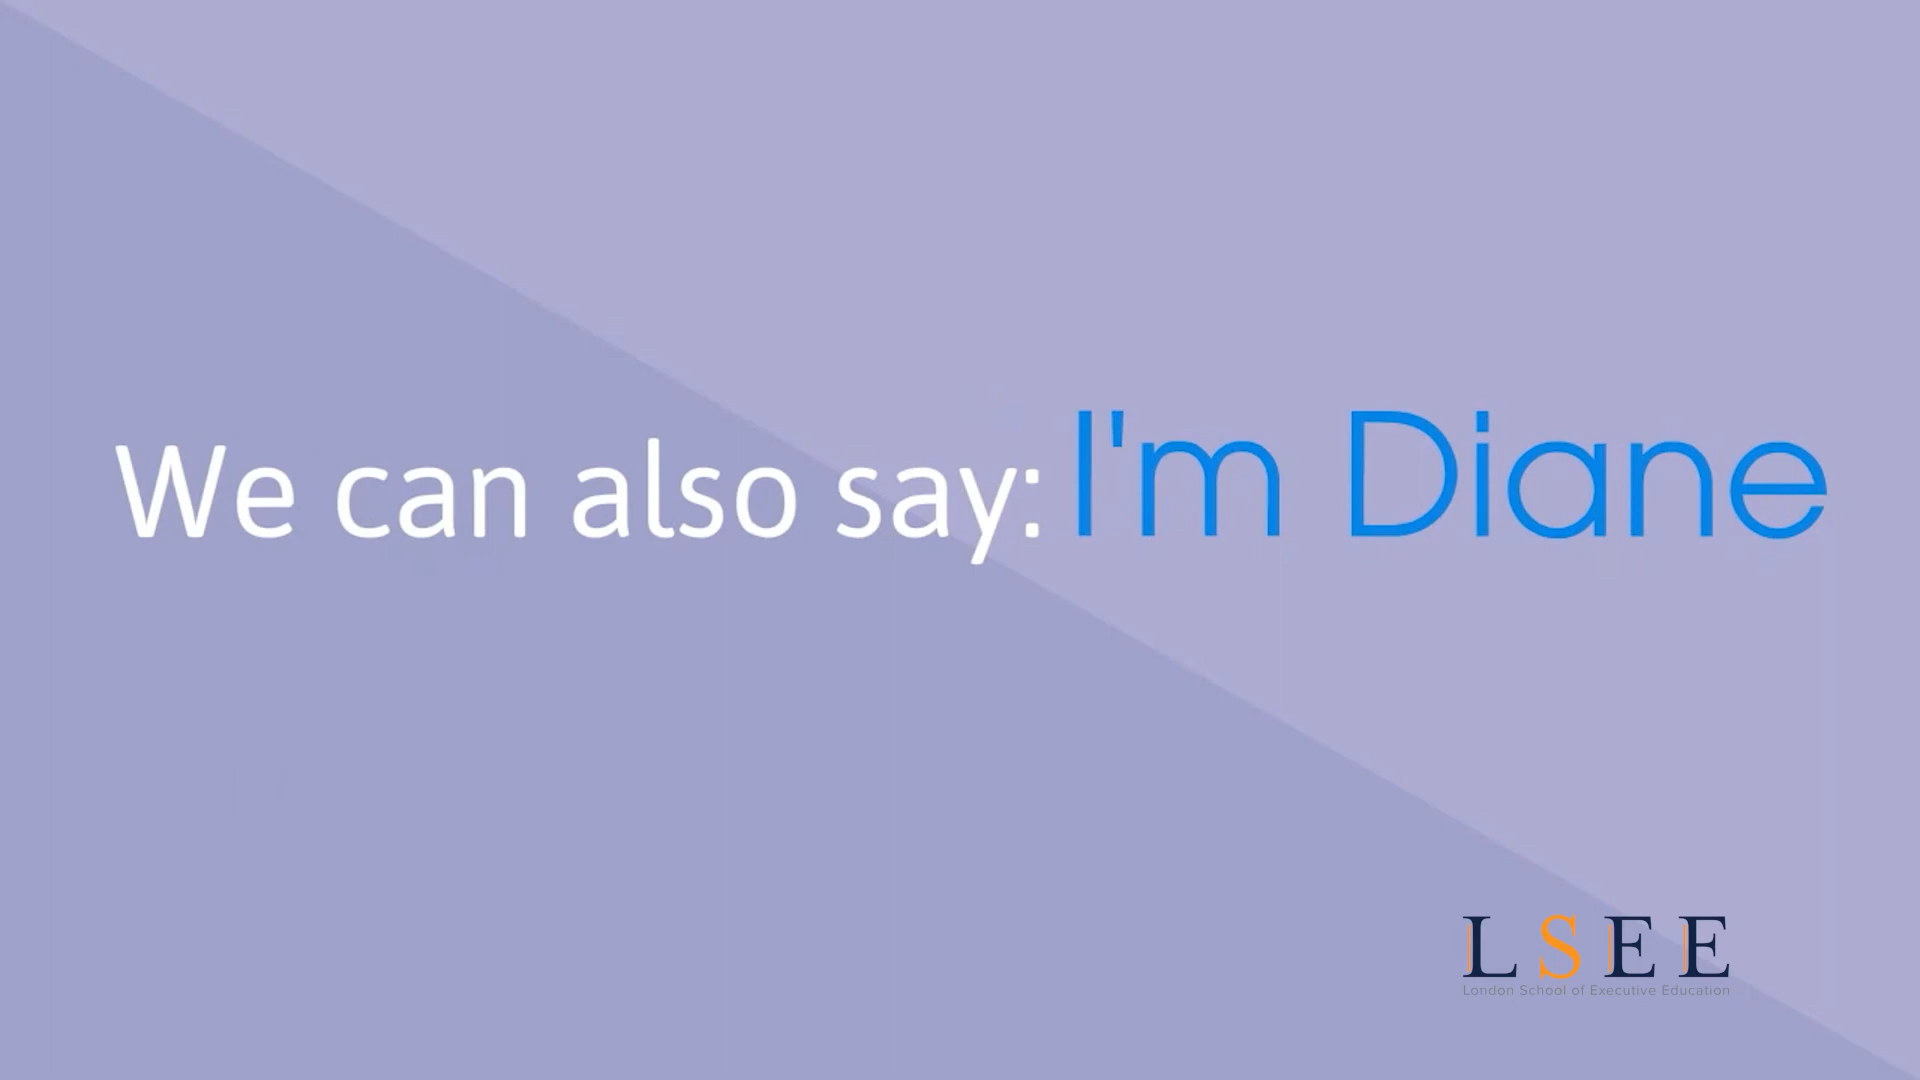 We can also say: I'm Diane
LSEE
London School of Executive Education